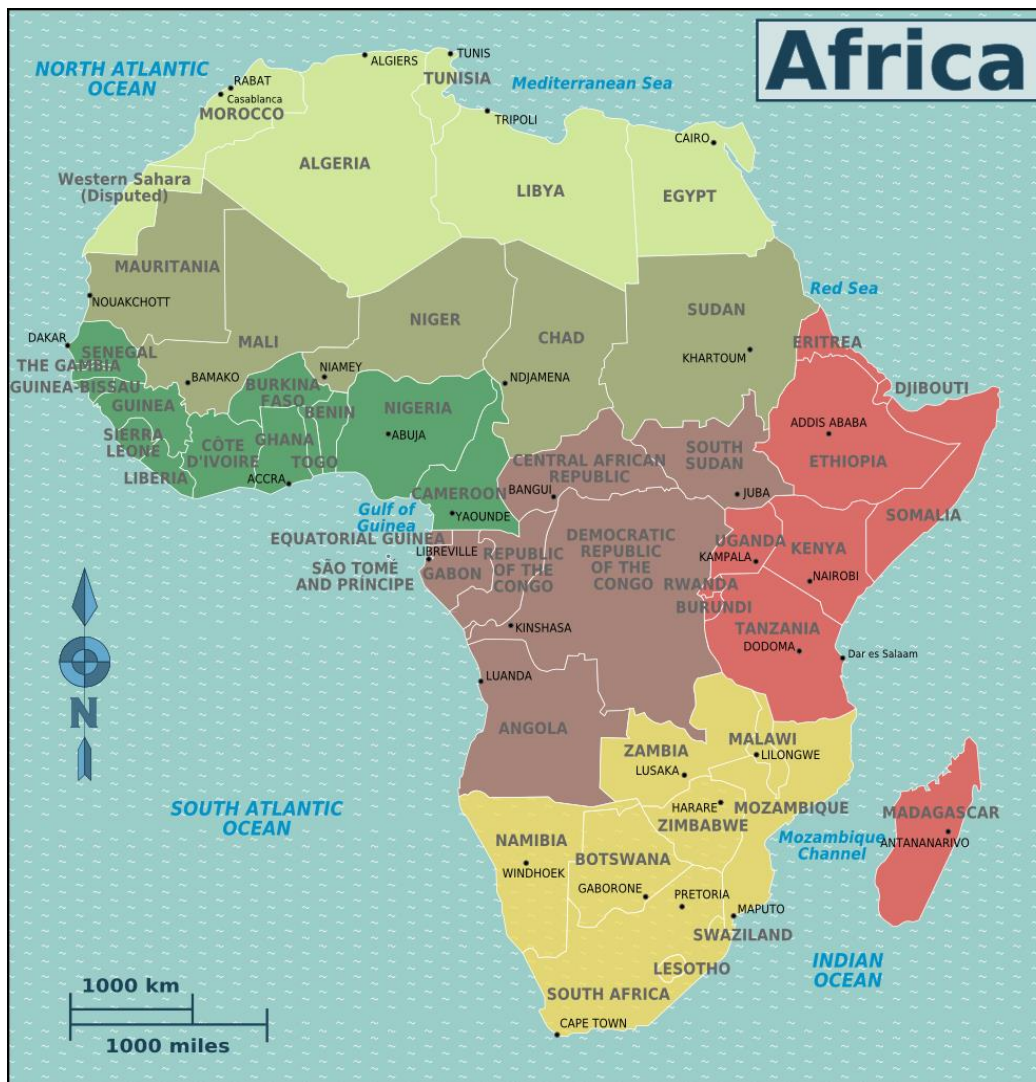 Africa
NORTH ATLANTIC
OCEAN
RABAT
Casablanca
MOROCCO
ALGIERS
TUNIS
TUNISIA
Mediterranean Sea
TRIPOLI
CAIRO
ALGERIA
LIBYA
EGYPT
Western Sahara
(Disputed)
MAURITANIA
NOUAKCHOTT
MALI
NIGER
CHAD
SUDAN
KHARTOUM
Red Sea
ERITREA
DJIBOUTI
DAKAR
SENEGAL
THE GAMBIA
GUINEA-BISSAU
BAMAKO
GUINEA
SIERRA
LEONE
LIBERIA
CÔTE
D'IVOIRE
BURKINA
FASO
NIAMEY
GHANA
ACCRA
TOGO
BENIN
NIGERIA
ABUJA
NDJAMENA
CAMEROON
YAOUNDE
Gulf of
Guinea
CENTRAL AFRICAN
REPUBLIC
BANGUI
SOUTH
SUDAN
JUBA
ADDIS ABABA
ETHIOPIA
SOMALIA
EQUATORIAL GUINEA
SÃO TOMÉ
AND PRÍNCIPE
LIBREVILLE
GABON
REPUBLIC
OF THE
CONGO
DEMOCRATIC
REPUBLIC
OF THE
CONGO
UGANDA
KAMPALA
KENYA
NAIROBI
RWANDA
BURUNDI
TANZANIA
DODOMA
Dar es Salaam
KINSHASA
LUANDA
ANGOLA
ZAMBIA
LUSAKA
MALAWI
LILONGWE
MOZAMBIQUE
HARARE
ZIMBABWE
Mozambique
Channel
MADAGASCAR
ANTANANARIVO
N
SOUTH ATLANTIC
OCEAN
NAMIBIA
WINDHOEK
BOTSWANA
GABORONE
PRETORIA
MAPUTO
SWAZILAND
LESOTHO
SOUTH AFRICA
CAPE TOWN
INDIAN
OCEAN
1000 km
1000 miles